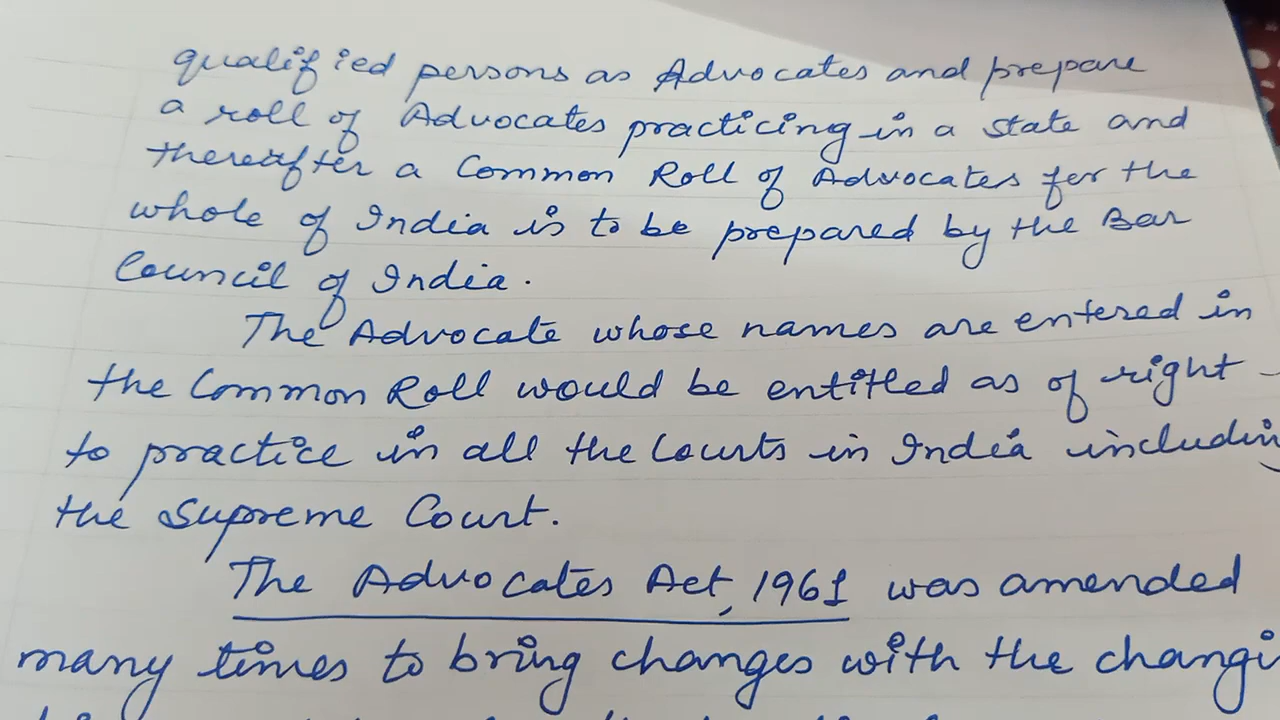 qualified persons as Advocates and prepare
a roll of Advocates practicing in a state and
thereafter a Common Roll of Advocates for the
whole of India is to be prepared by the Bar
Council of India.
The Advocate whose names are entered in
the Common Roll would be entitled as of right
to practice in all the Courts in India includin
the Supreme Court.
The Advocates Act, 1961 was amended
many times to bring changes with the changi